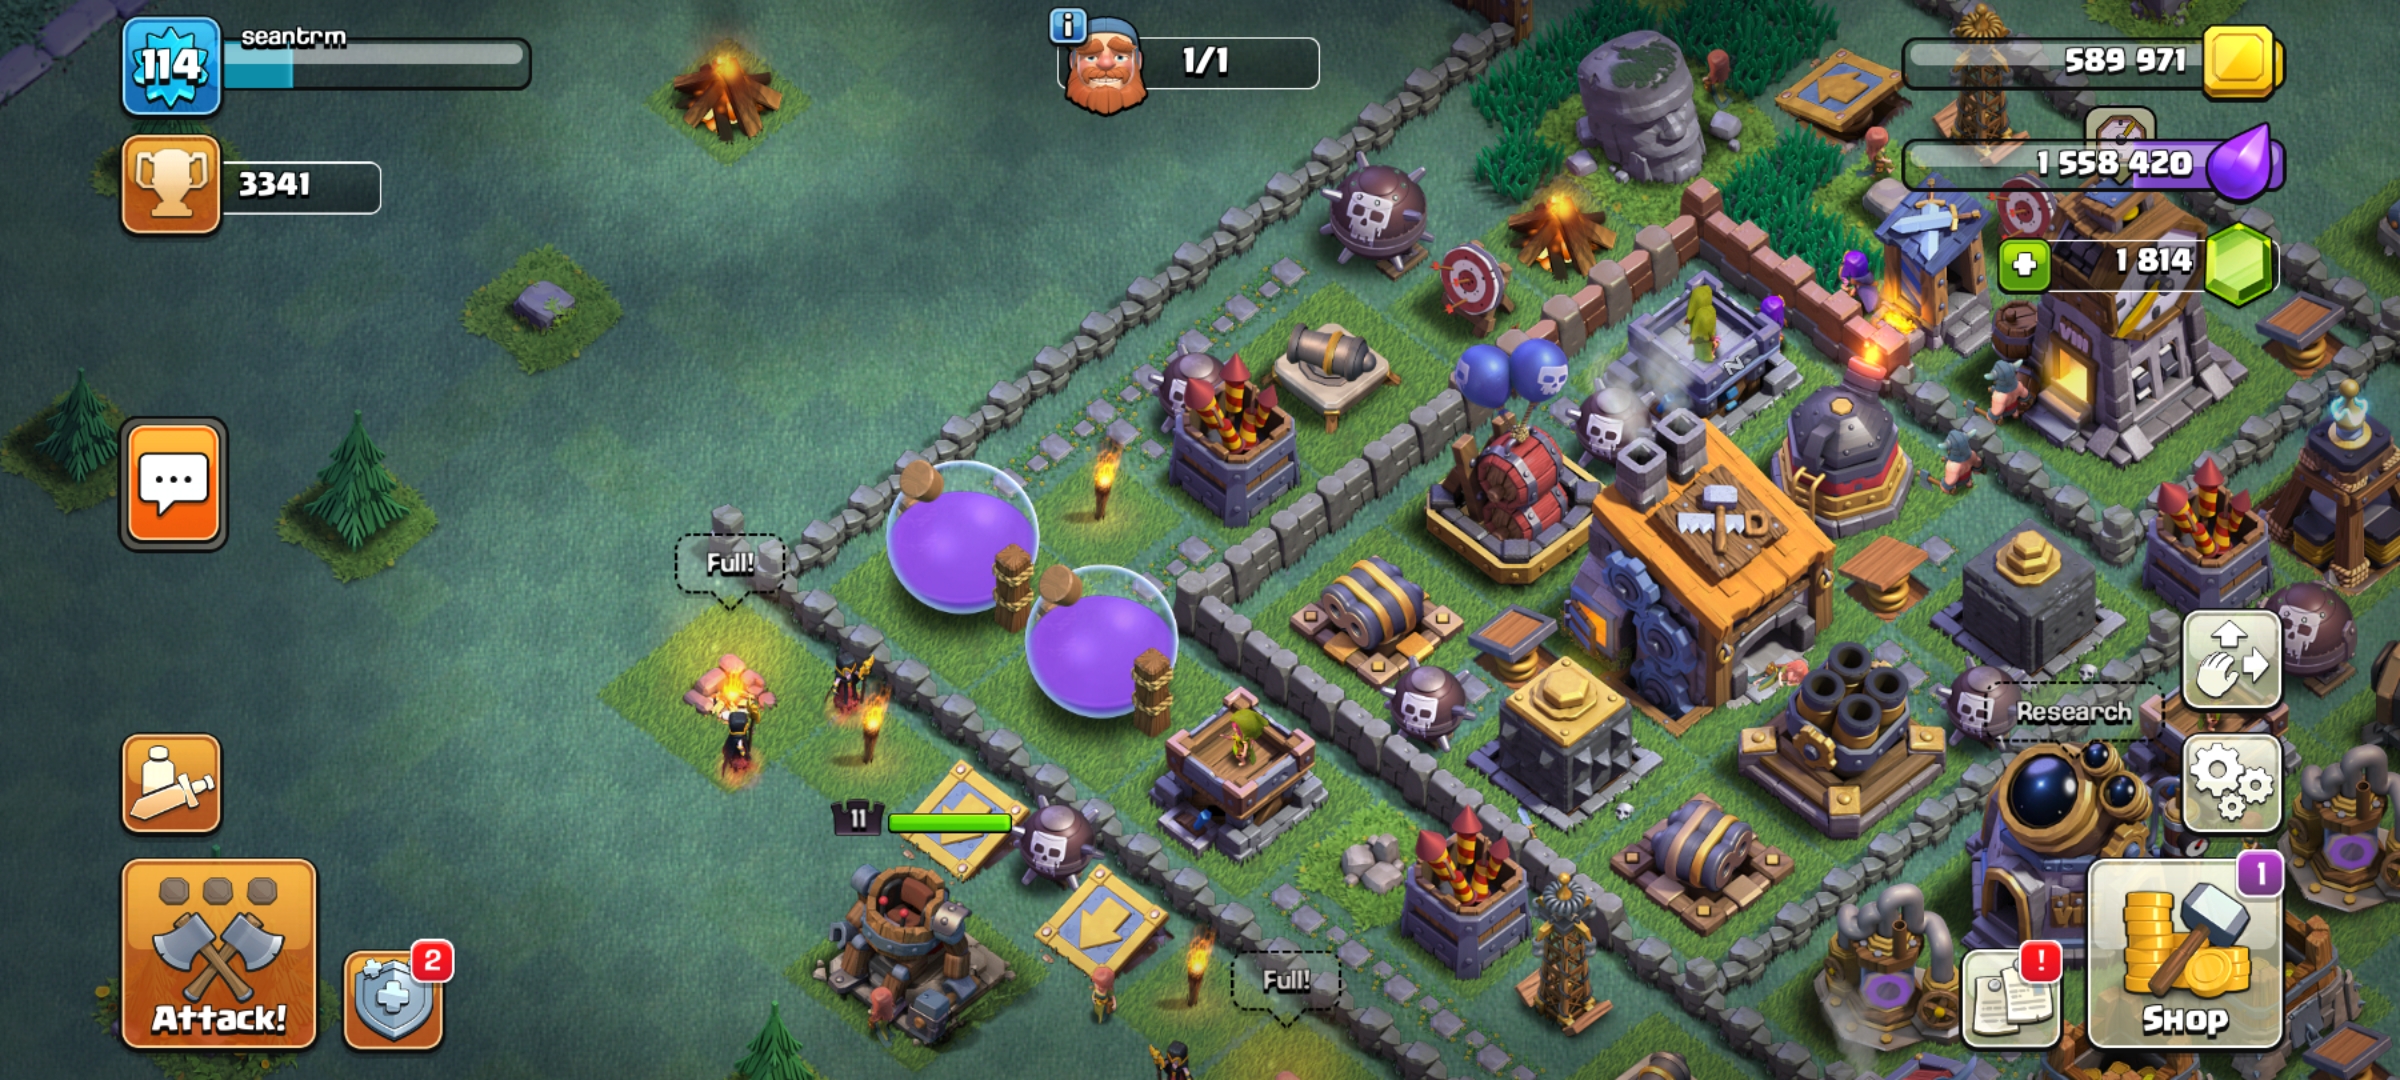 114
seantrm
i
1/1
589 971
3341
1 558 420
1 814
VIII
Full!
Research
11
2
Attack!
Full!
!
1
Shop